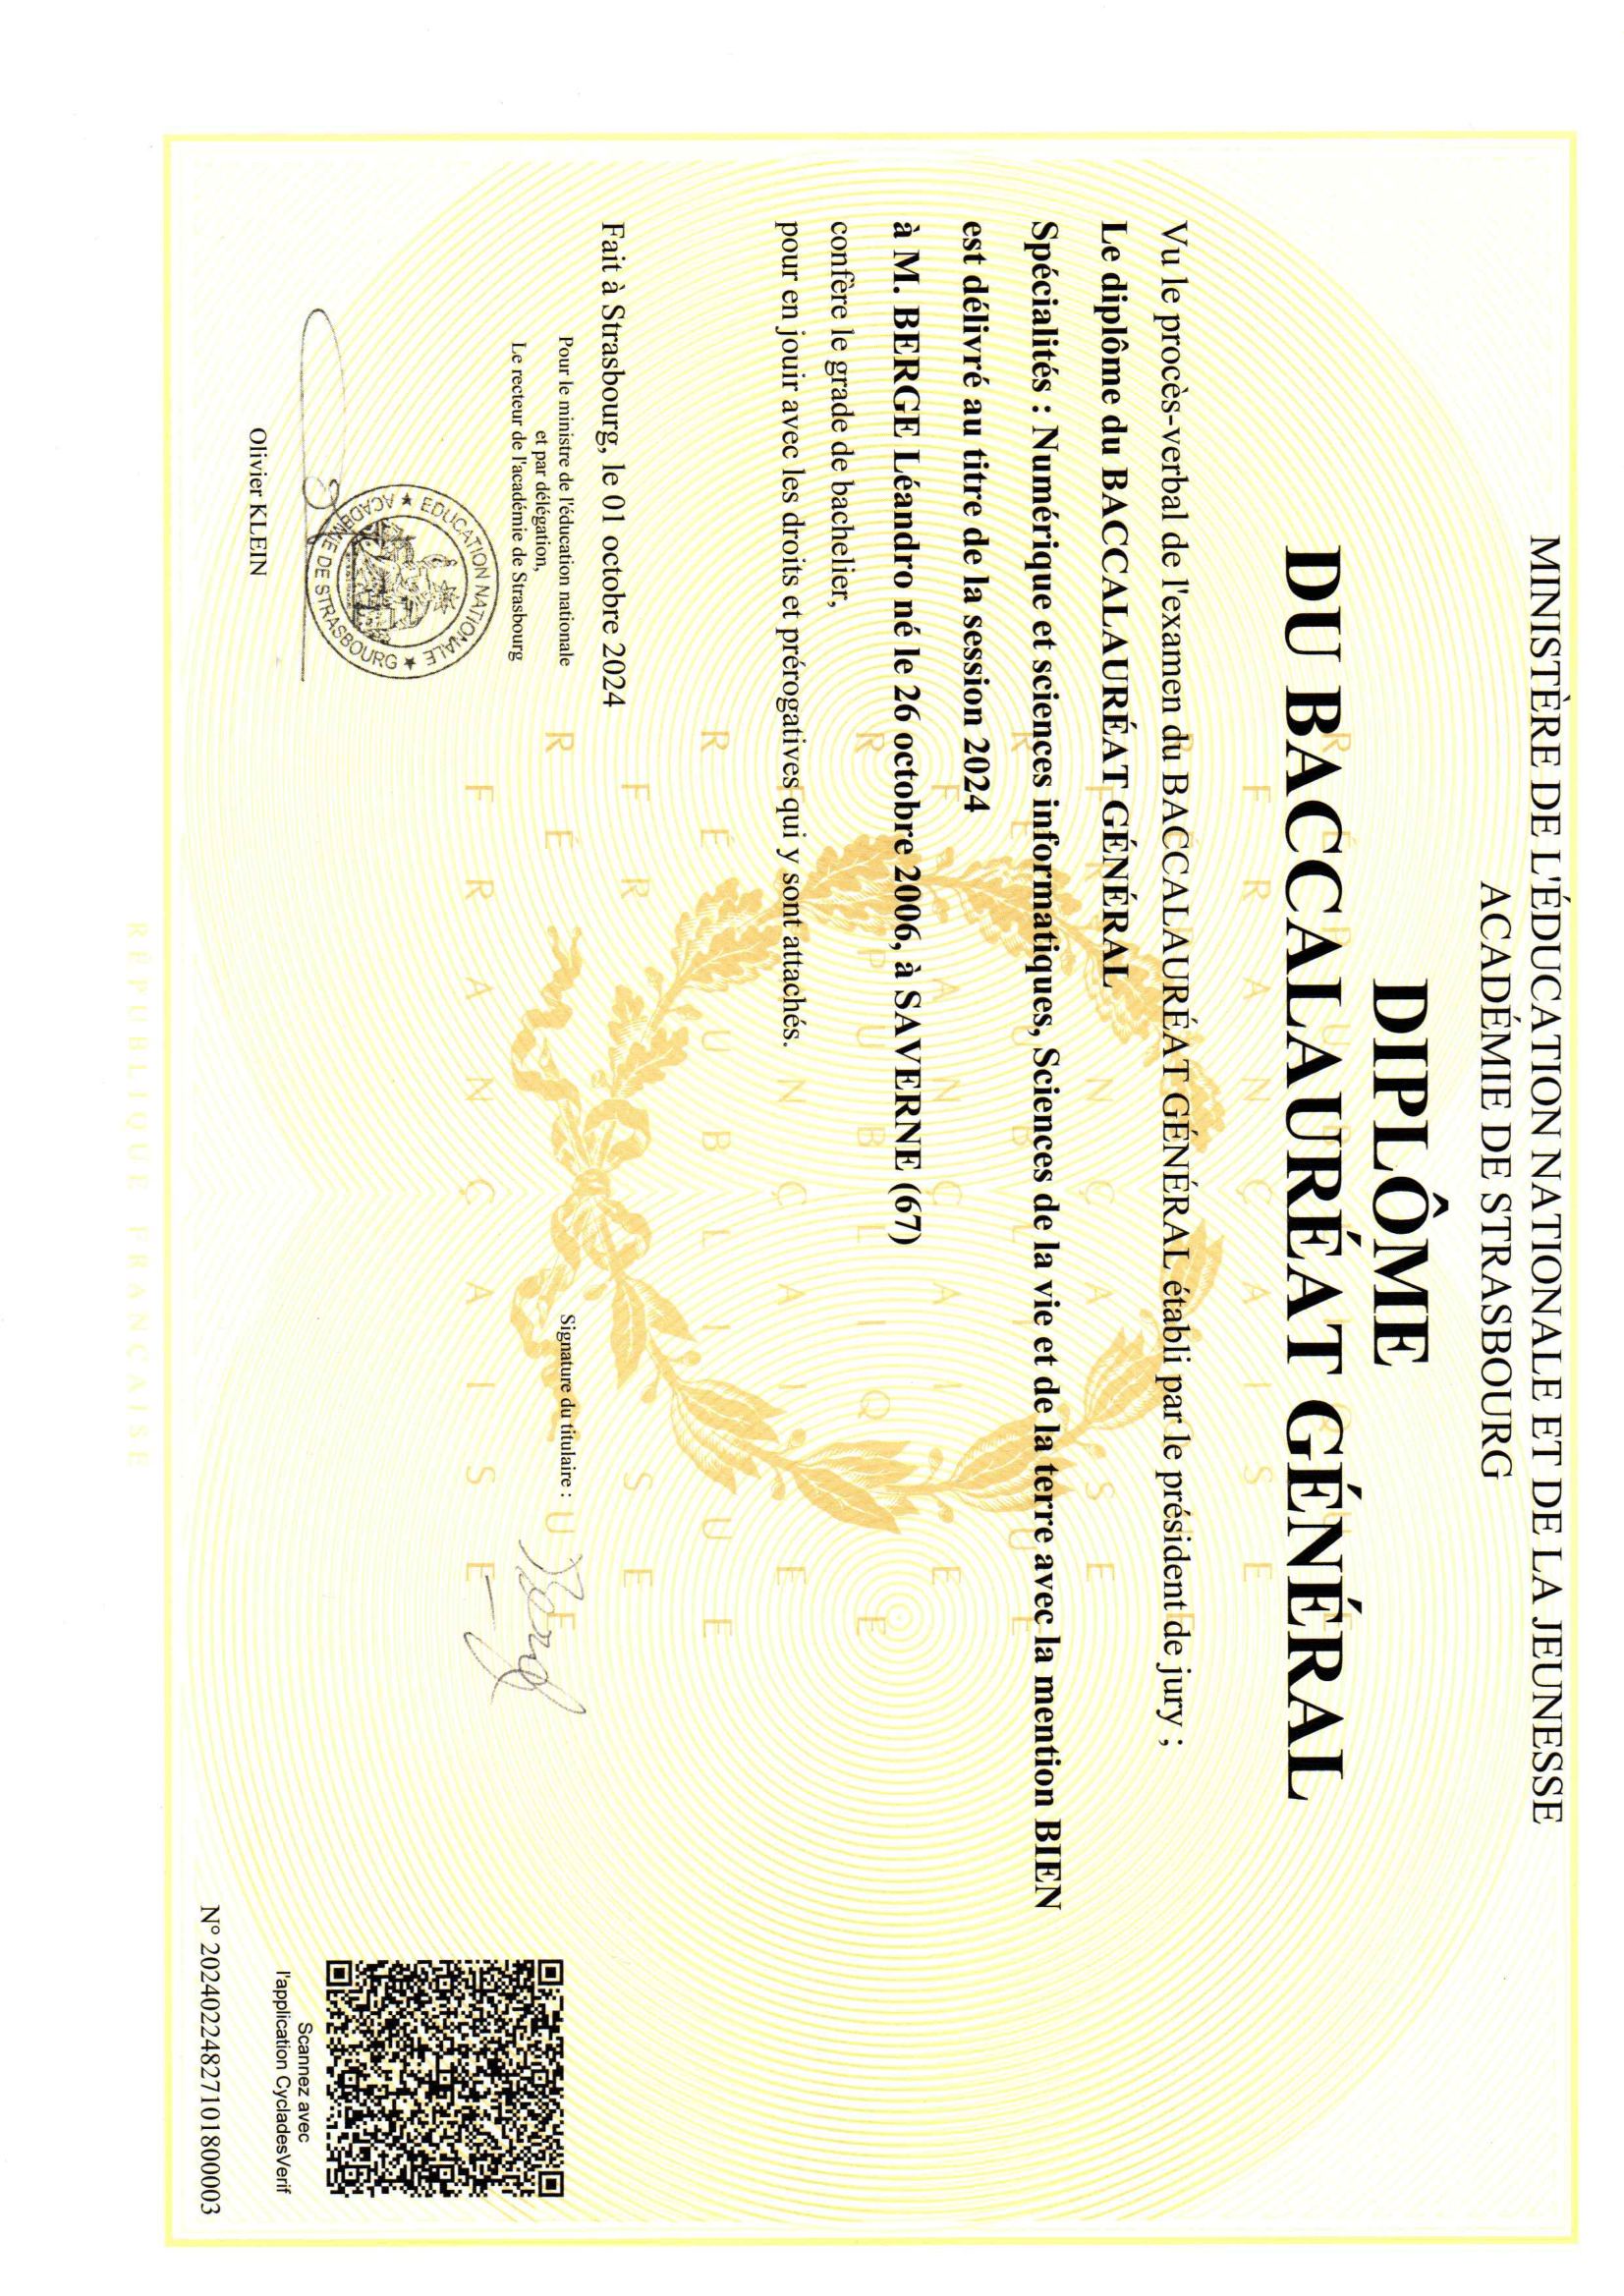 MINISTÈRE DE L'ÉDUCATION NATIONALE ET DE LA JEUNESSE
ACADÉMIE DE STRASBOURG
DIPLÔME
DU BACCALAURÉAT GÉNÉRAL
Vu le procès-verbal de l'examen du BACCALAURÉAT GÉNÉRAL établi par le président de jury ;
Le diplôme du BACCALAURÉAT GÉNÉRAL
Spécialités : Numérique et sciences informatiques, Sciences de la vie et de la terre avec la mention BIEN
est délivré au titre de la session 2024
à M. BERGE Léandro né le 26 octobre 2006, à SAVERNE (67)
confère le grade de bachelier,
pour en jouir avec les droits et prérogatives qui y sont attachés.
Fait à Strasbourg, le 01 octobre 2024
Pour le ministre de l'éducation nationale
et par délégation,
Le recteur de l'académie de Strasbourg
EDUCATION NATIONALE ★ ACADÉMIE DE STRASBOURG ★
Olivier KLEIN
Signature du titulaire :
Berg
Scannez avec
l'application CycladesVerif
N° 20240224827101800003
RÉPUBLIQUE FRANÇAISE